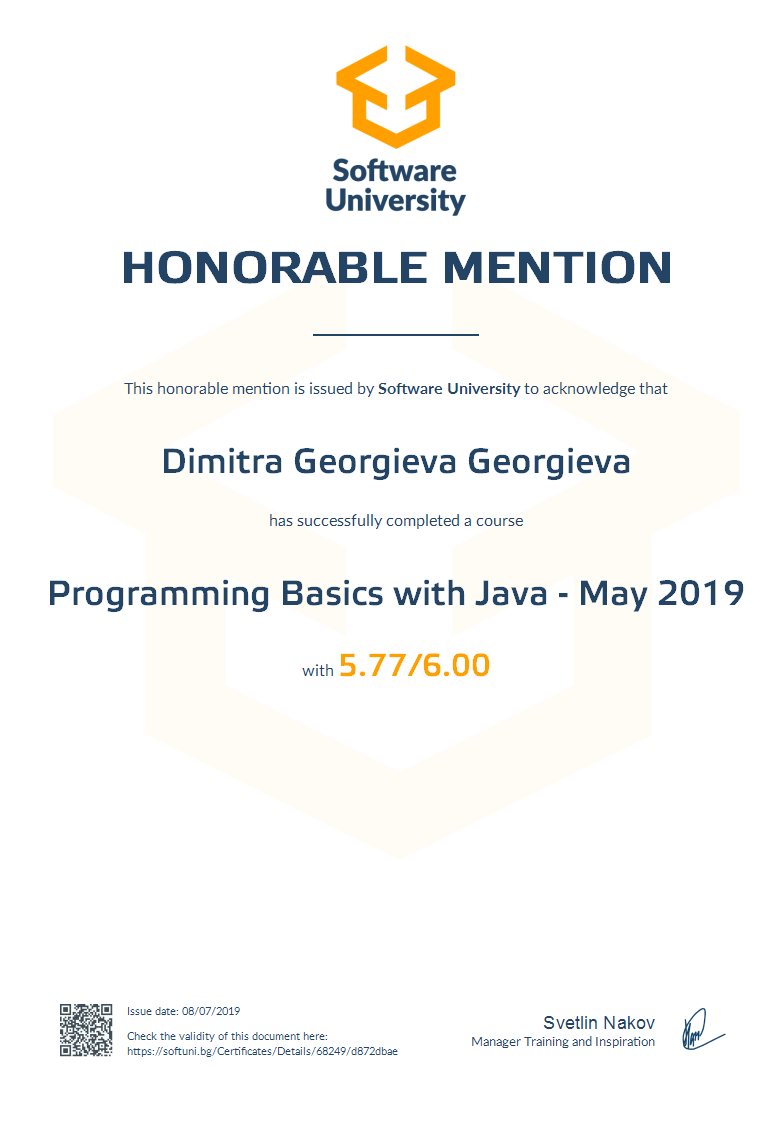 Software
University
HONORABLE MENTION
This honorable mention is issued by Software University to acknowledge that
Dimitra Georgieva Georgieva
has successfully completed a course
Programming Basics with Java - May 2019
with 5.77/6.00
Issue date: 08/07/2019
Check the validity of this document here:
https://softuni.bg/Certificates/Details/68249/d872dbae
Svetlin Nakov
Manager Training and Inspiration